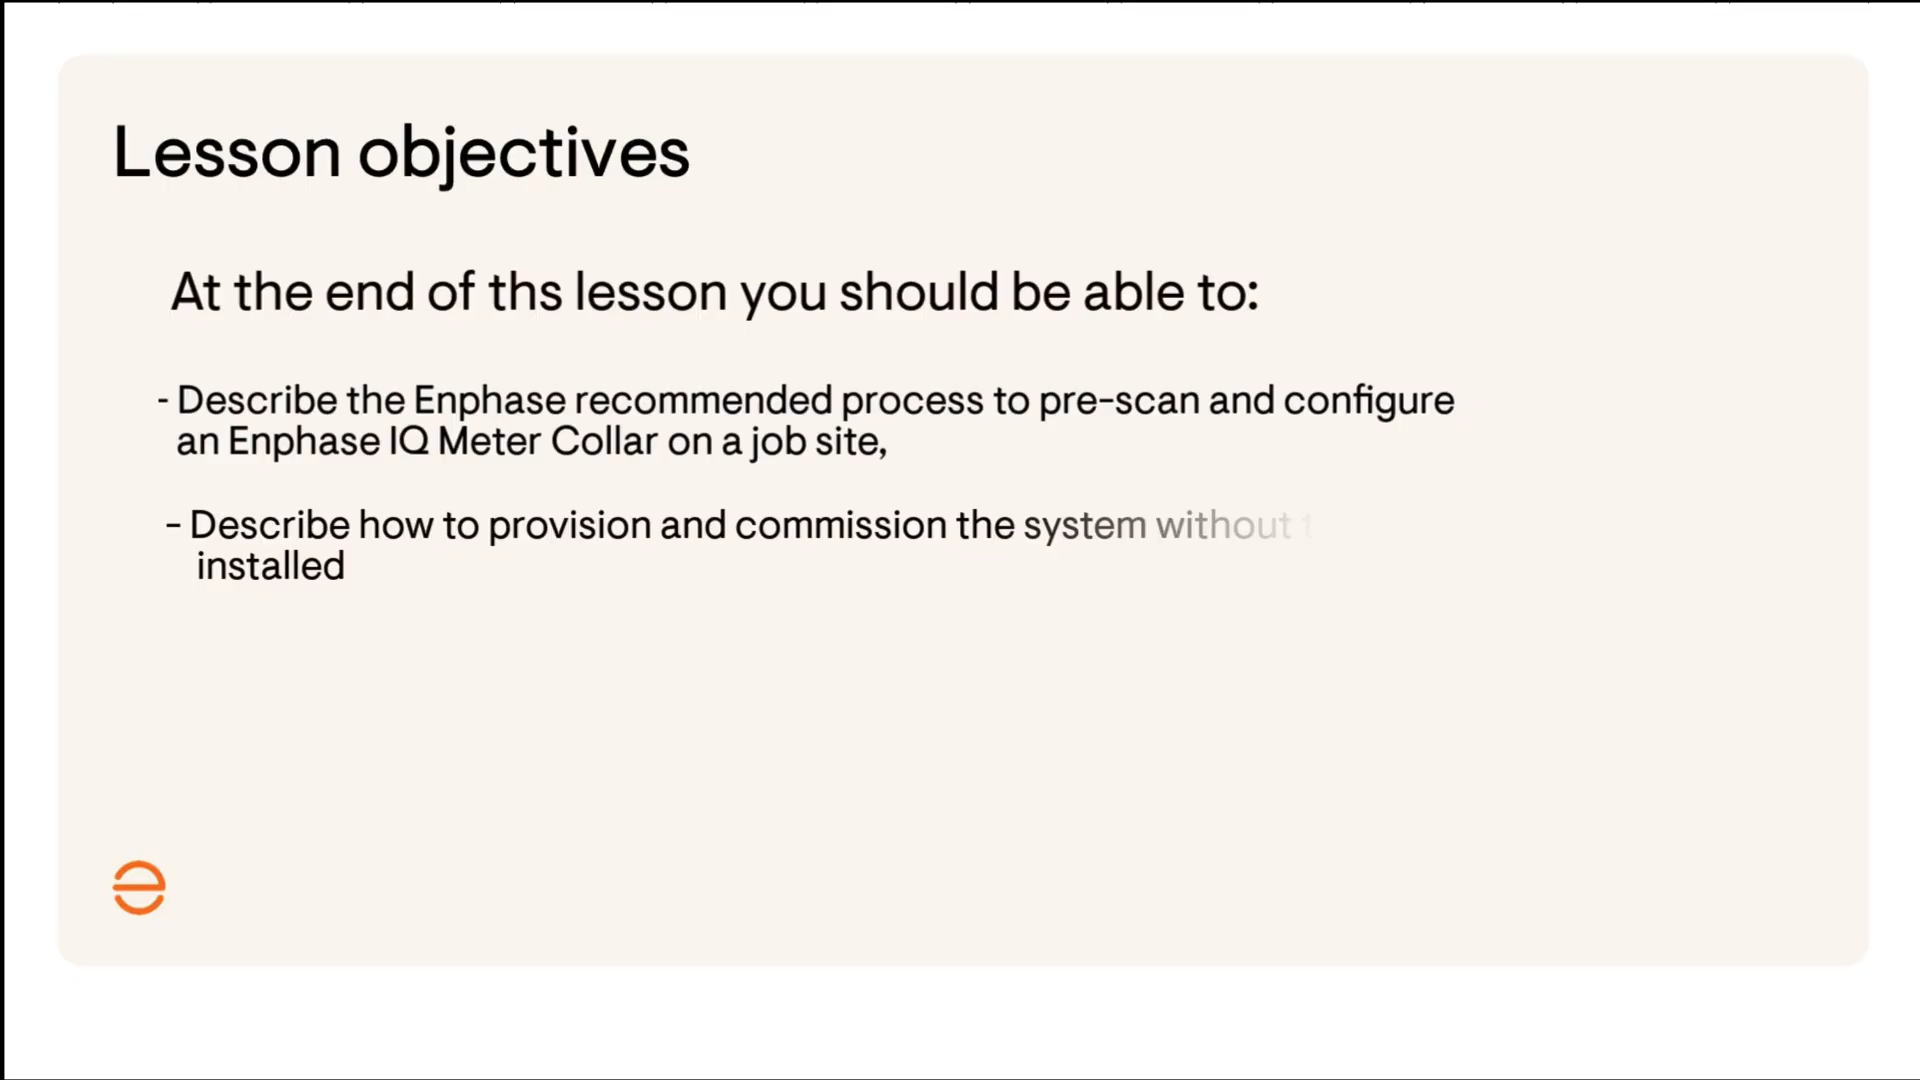 Lesson objectives
At the end of ths lesson you should be able to:
- Describe the Enphase recommended process to pre-scan and configure
an Enphase IQ Meter Collar on a job site,
- Describe how to provision and commission the system without
installed